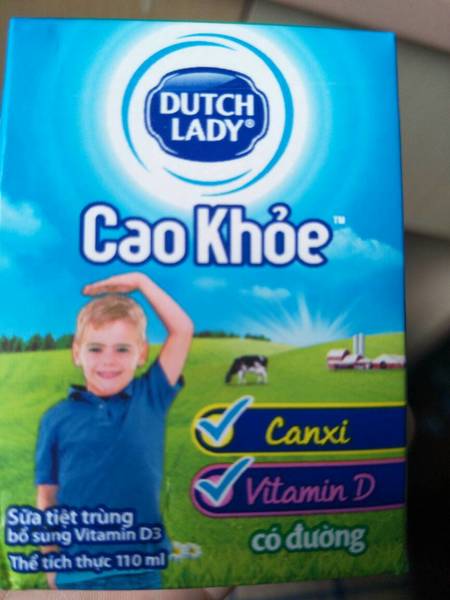 DUTCH
LADY®
Cao Khỏe™
Canxi
Vitamin D
có đường
Sữa tiệt trùng
bổ sung Vitamin D3
Thể tích thực 110 ml